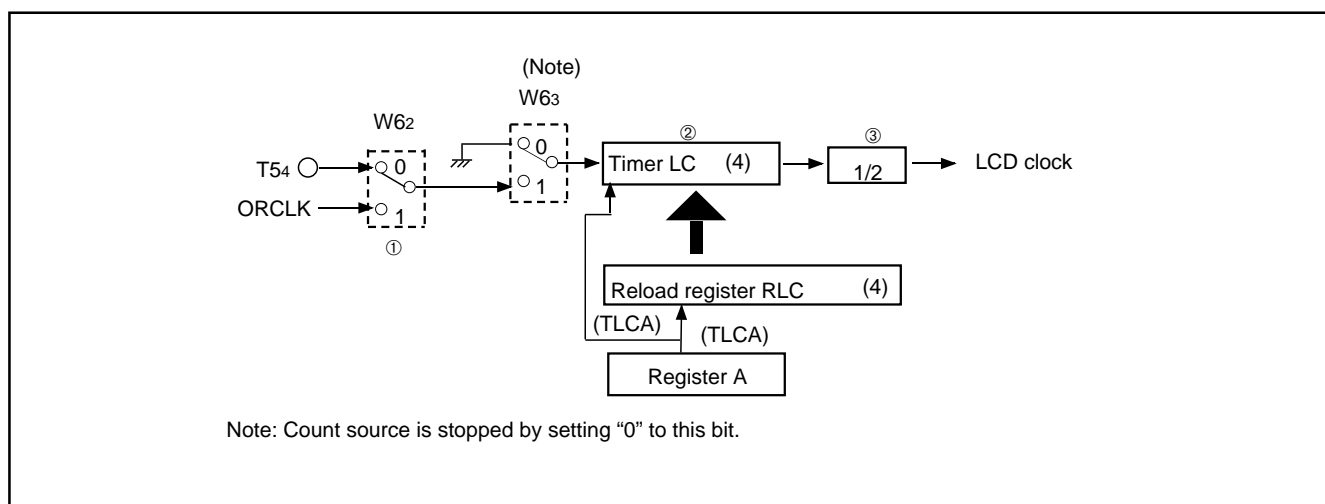 (Note)
W63
W62
T54
0
ORCLK
1
①
0
1
②
Timer LC (4)
③
1/2
LCD clock
Reload register RLC (4)
(TLCA)
(TLCA)
Register A
Note: Count source is stopped by setting “0” to this bit.